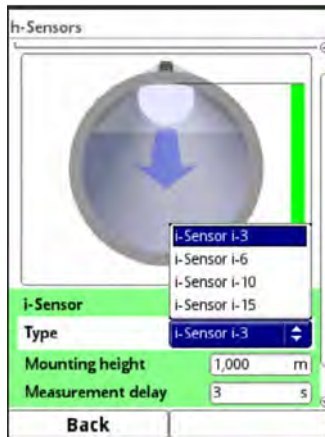 h-Sensors
i-Sensor i-3
i-Sensor i-6
i-Sensor i-10
i-Sensor i-15
i-Sensor
Type i-Sensor i-3
Mounting height 1,000 m
Measurement delay 3 s
Back